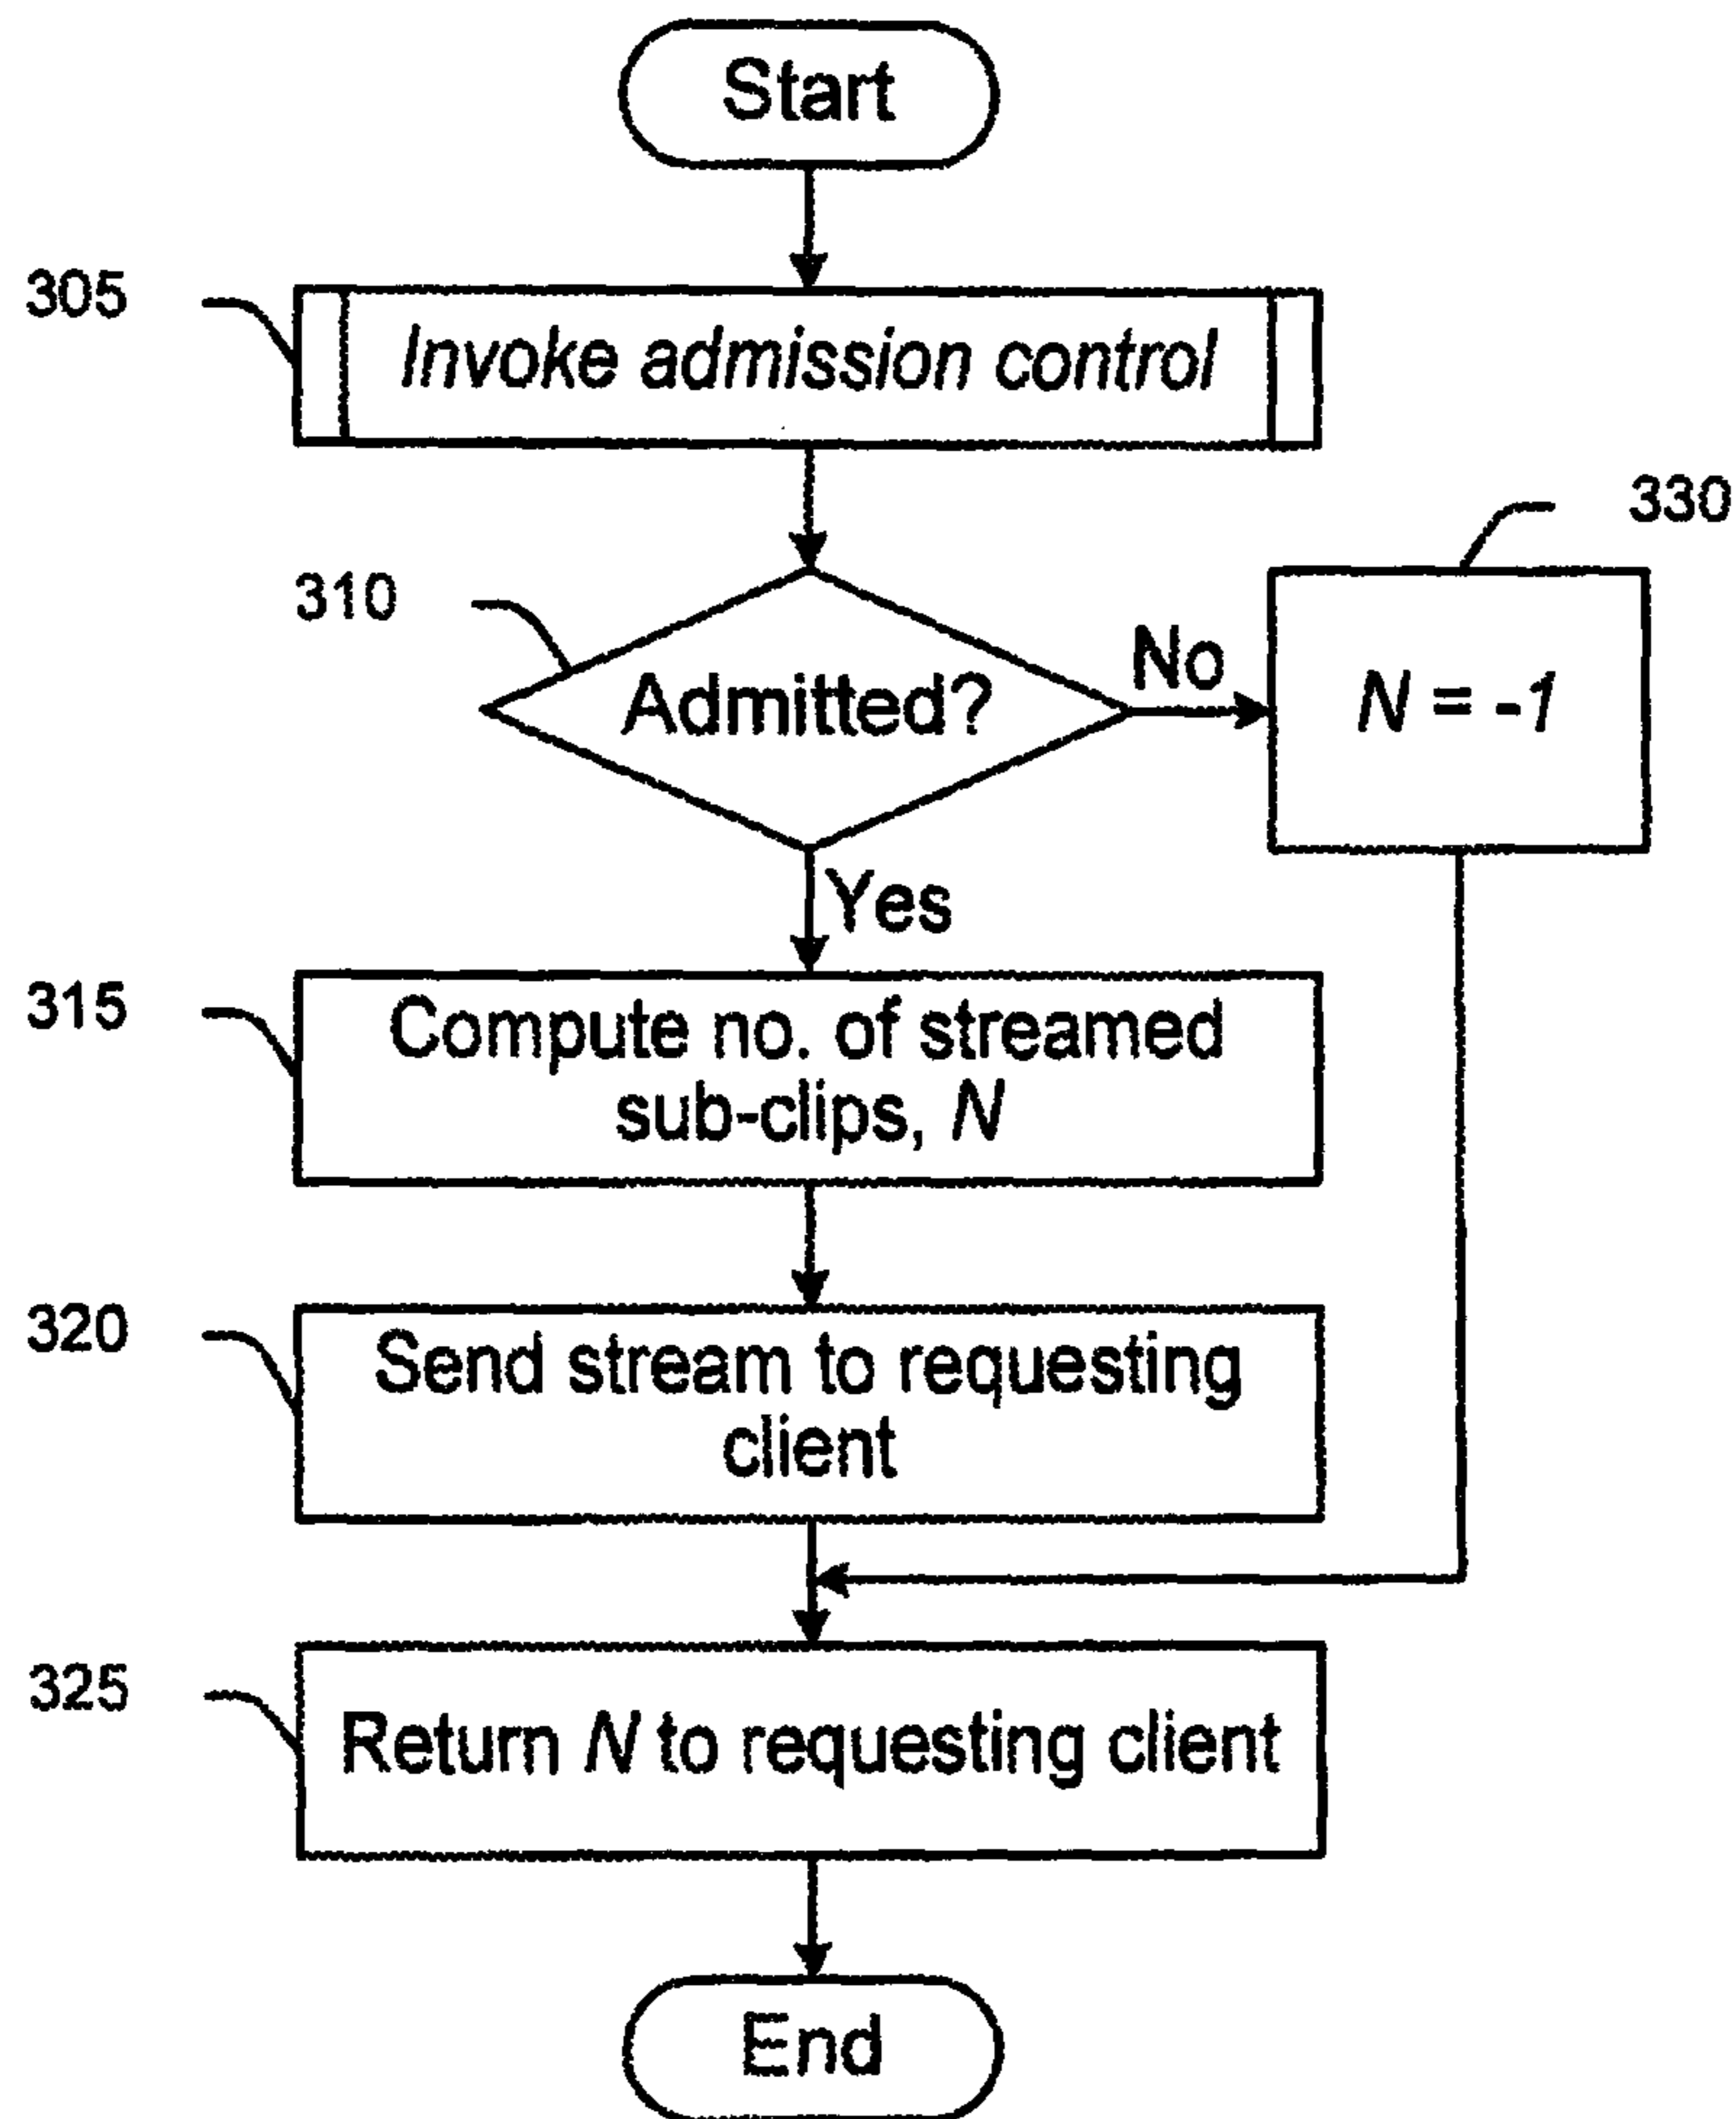 Start
305
Invoke admission control
330
310
Admitted?
No
N = -1
Yes
315
Compute no. of streamed
sub-clips, N
320
Send stream to requesting
client
325
Return N to requesting client
End